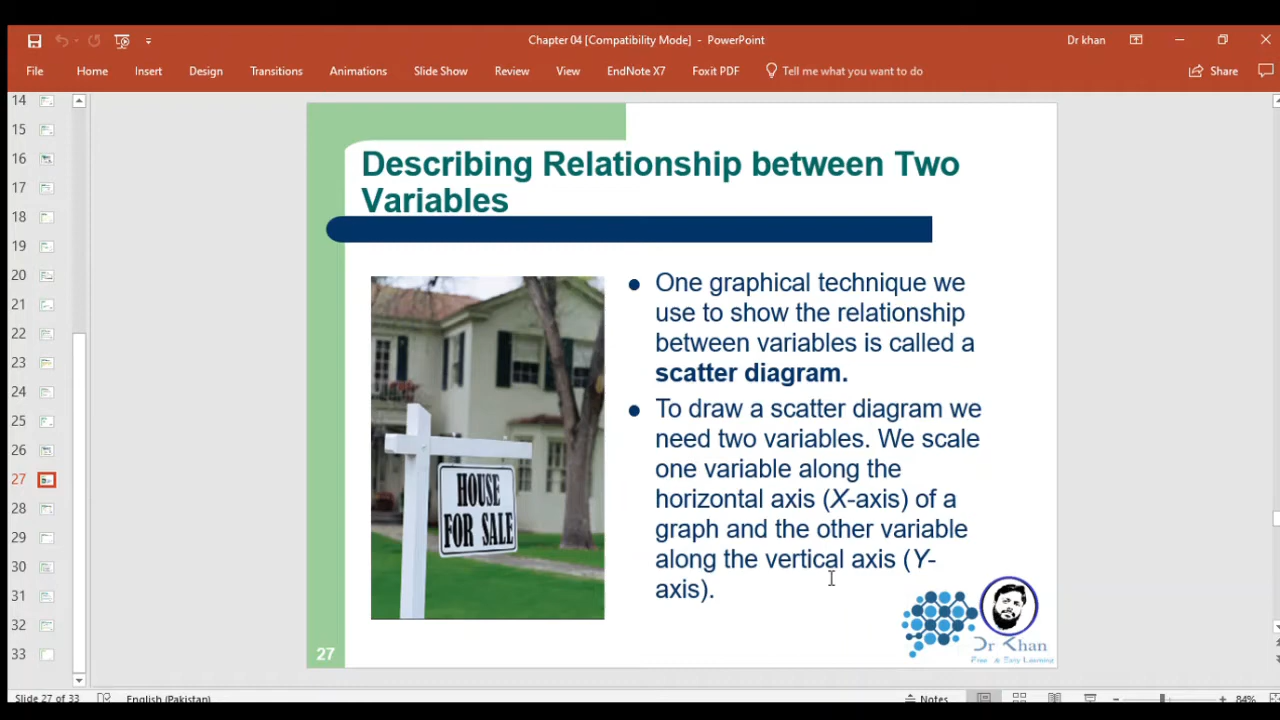 Chapter 04 [Compatibility Mode] - PowerPoint
Dr khan
File Home Insert Design Transitions Animations Slide Show Review View EndNote X7 Foxit PDF Tell me what you want to do Share
14
15
16
17
18
19
20
21
22
23
24
25
26
27
28
29
30
31
32
33
Describing Relationship between Two
Variables
HOUSE
FOR SALE
One graphical technique we
use to show the relationship
between variables is called a
scatter diagram.
To draw a scatter diagram we
need two variables. We scale
one variable along the
horizontal axis (X-axis) of a
graph and the other variable
along the vertical axis (Y-
axis).
Dr Khan
Free & Easy Learning
27
Slide 27 of 33 English (Pakistan) Notes 84%